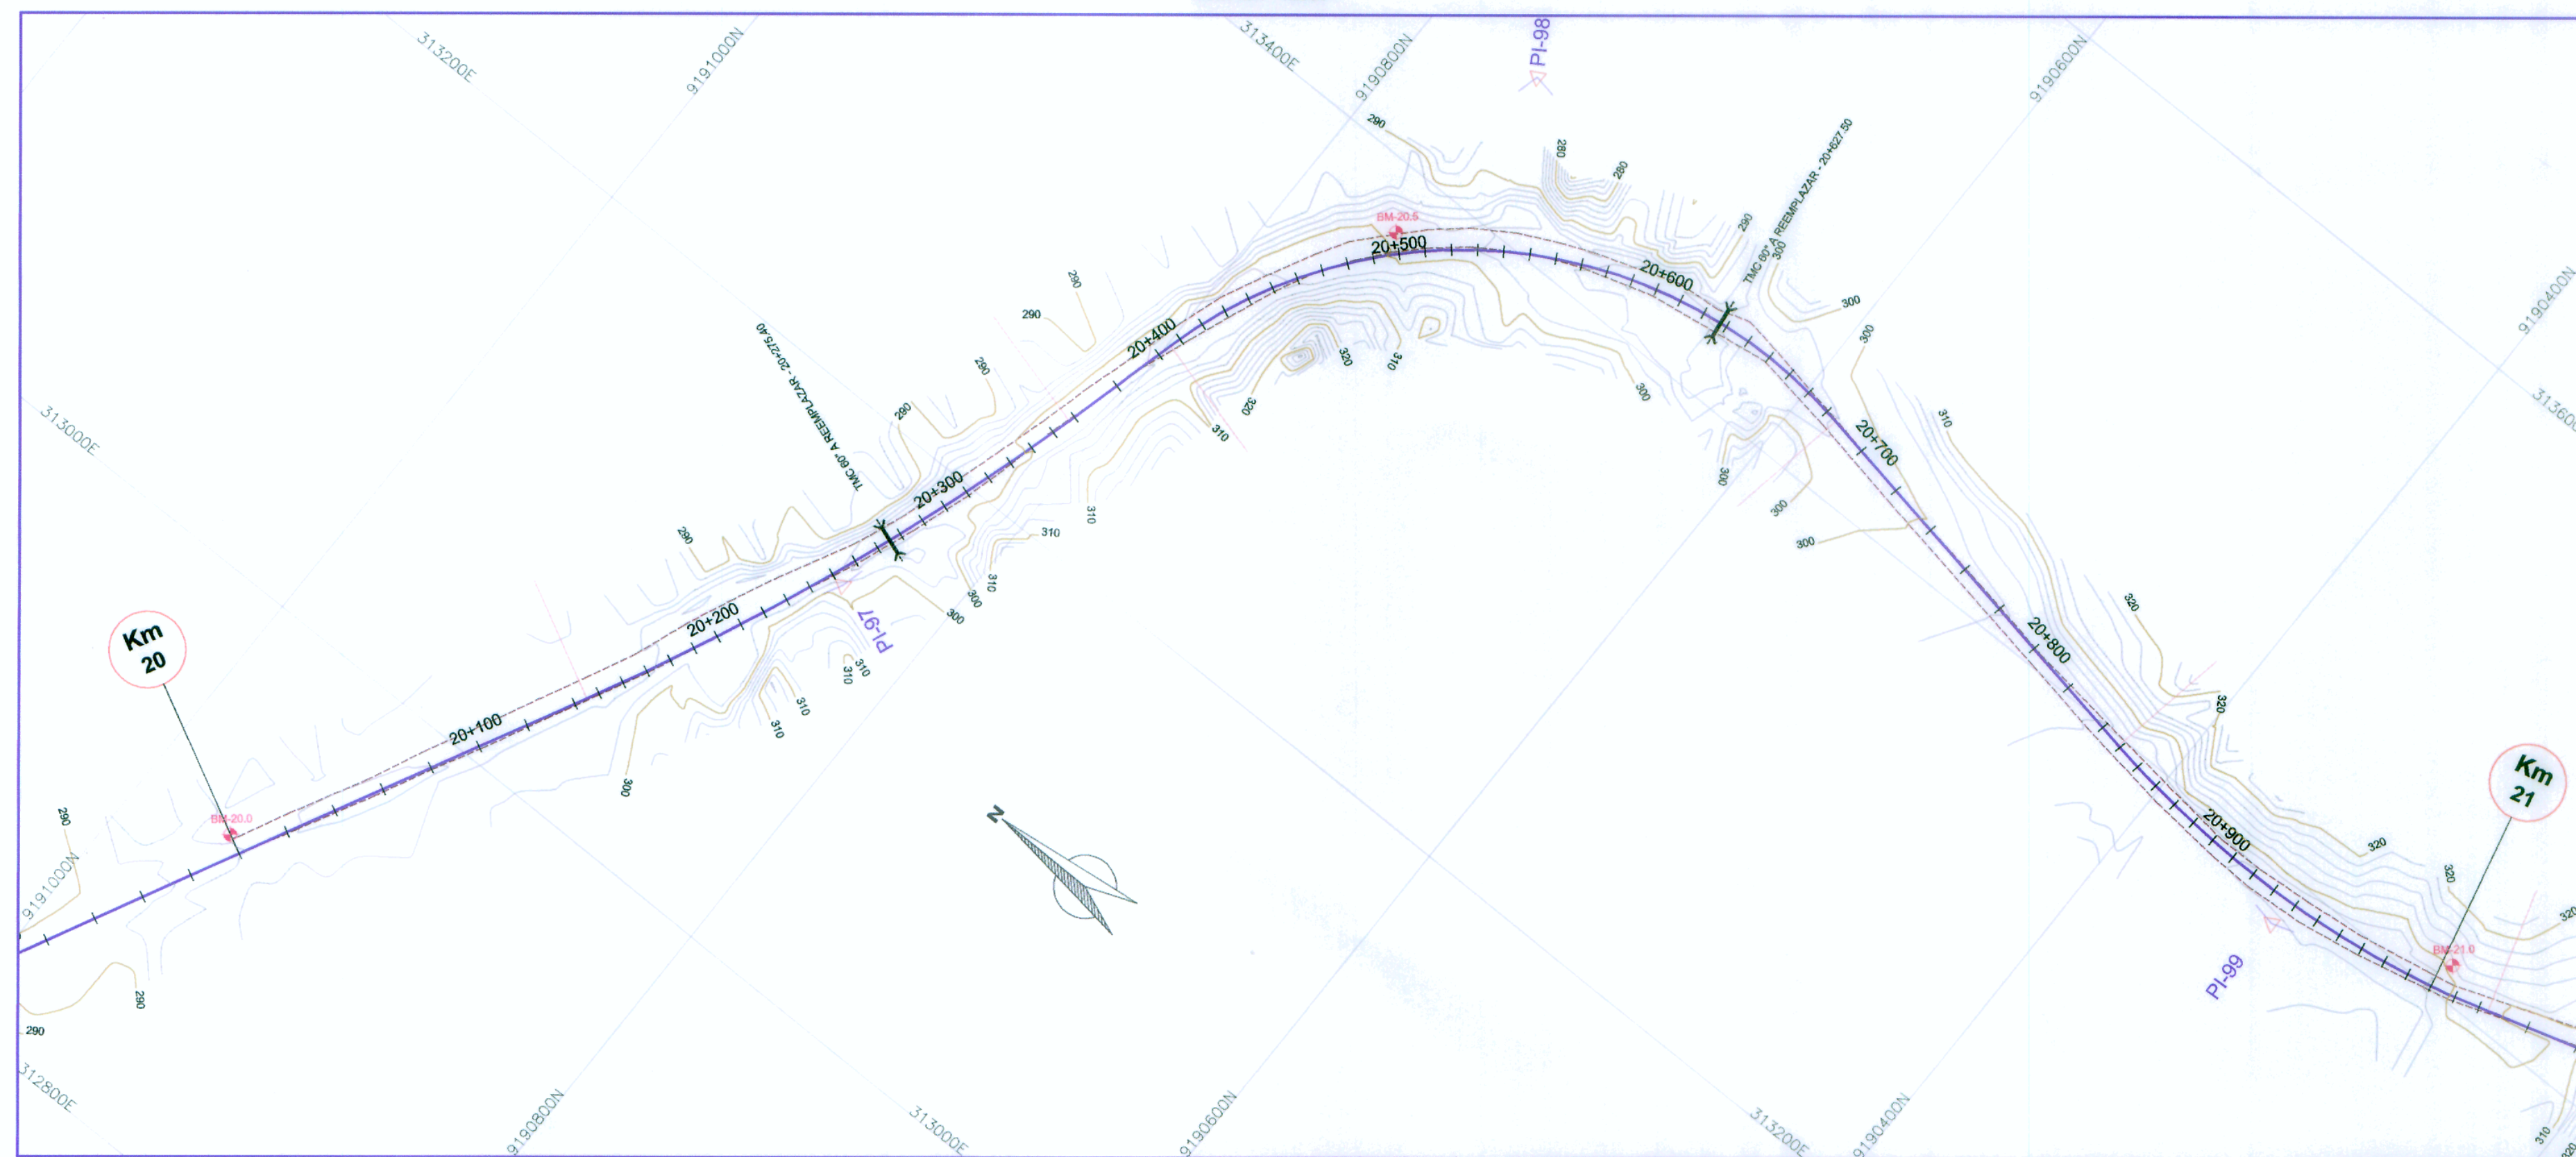 313200E
9191000N
313400E
9190800N
PI-98
9190600N
9190400N
313000E
290
280
280
TMC 60" A REEMPLAZAR - 20+627.50
290
300
300
300
BM-20.5
20+500
20+600
290
290
20+400
320
310
320
310
300
290
TMC 60" A REEMPLAZAR - 20+275.40
290
20+300
310
310
310
300
300
290
20+200
PI-97
310
310
310
310
300
20+700
310
300
300
300
320
20+800
320
Km
20
20+100
BM-20.0
290
9191000N
290
290
312800E
N
Km
21
20+900
320
320
320
BM-21.0
PI-99
9190800N
313000E
9190600N
313200E
9190400N
310